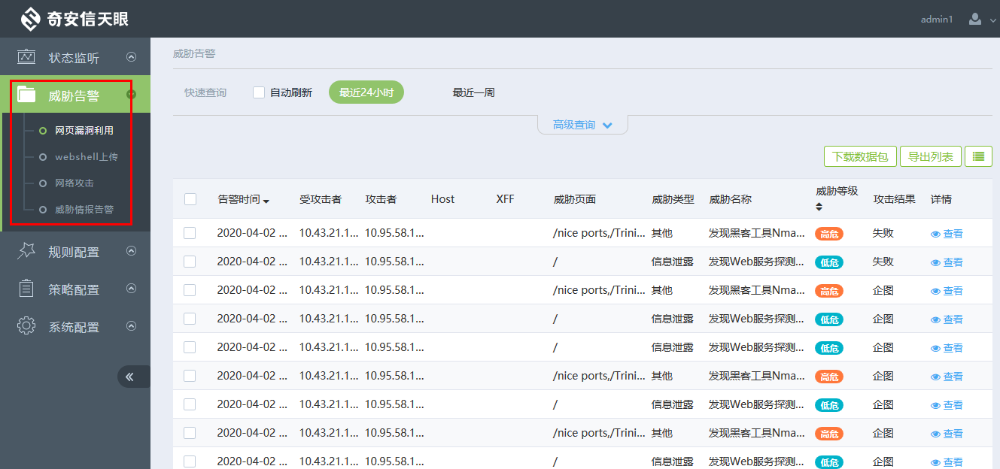 奇安信天眼
admin1
状态监听
威胁告警
网页漏洞利用
webshell上传
网络攻击
威胁情报告警
规则配置
策略配置
系统配置
威胁告警
快速查询 自动刷新 最近24小时 最近一周
高级查询
下载数据包 导出列表
告警时间 受攻击者 攻击者 Host XFF 威胁页面 威胁类型 威胁名称 威胁等级 攻击结果 详情
2020-04-02 ... 10.43.21.1... 10.95.58.1... /nice ports,/Trini... 其他 发现黑客工具Nma... 高危 失败 查看
2020-04-02 ... 10.43.21.1... 10.95.58.1... / 信息泄露 发现Web服务探测... 低危 失败 查看
2020-04-02 ... 10.43.21.1... 10.95.58.1... /nice ports,/Trini... 其他 发现黑客工具Nma... 高危 企图 查看
2020-04-02 ... 10.43.21.1... 10.95.58.1... / 信息泄露 发现Web服务探测... 低危 企图 查看
2020-04-02 ... 10.43.21.1... 10.95.58.1... / 信息泄露 发现Web服务探测... 低危 企图 查看
2020-04-02 ... 10.43.21.1... 10.95.58.1... /nice ports,/Trini... 其他 发现黑客工具Nma... 高危 企图 查看
2020-04-02 ... 10.43.21.1... 10.95.58.1... / 信息泄露 发现Web服务探测... 低危 企图 查看
2020-04-02 ... 10.43.21.1... 10.95.58.1... /nice ports,/Trini... 其他 发现黑客工具Nma... 高危 企图 查看
2020-04-02 ... 10.43.21.1... 10.95.58.1... / 信息泄露 发现Web服务探测... 低危 企图 查看